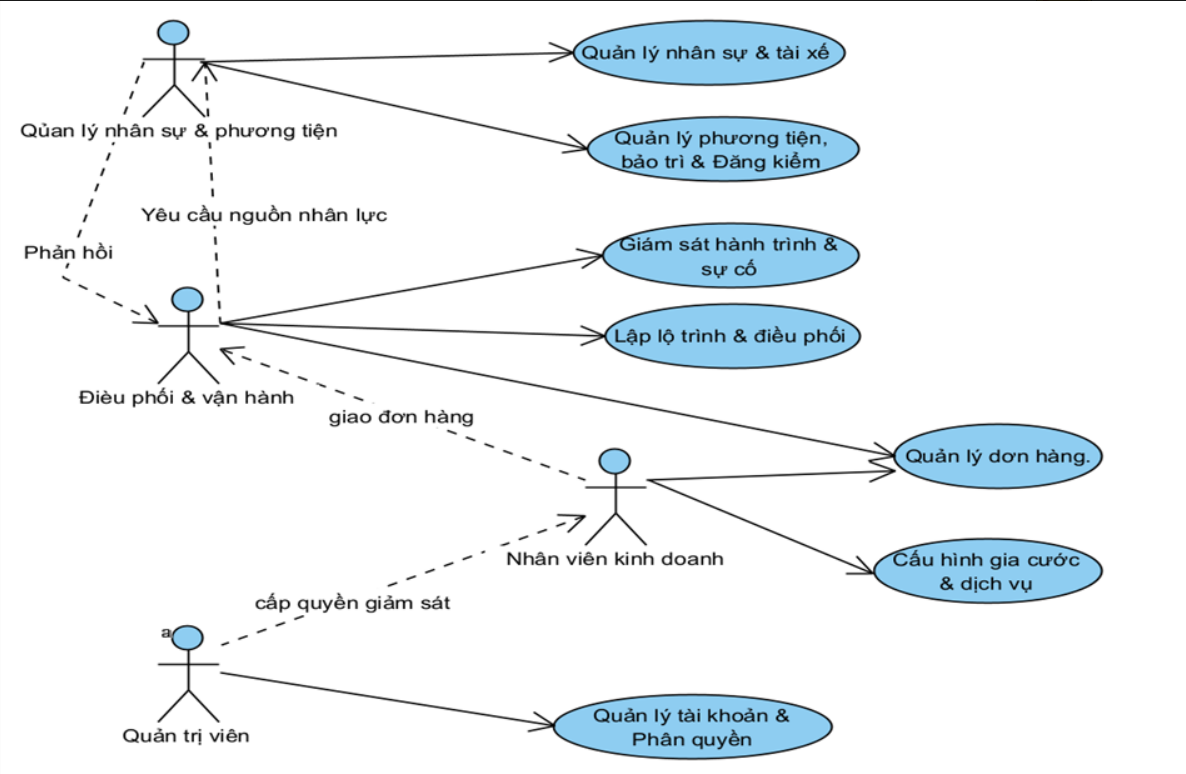 Quản lý nhân sự & tài xế
Qủan lý nhân sự & phương tiện
Quản lý phương tiện,
bảo trì & Đăng kiểm
Yêu cầu nguồn nhân lực
Phản hồi
Giám sát hành trình &
sự cố
Lập lộ trình & điều phối
Đièu phối & vận hành
giao đơn hàng
Quản lý dơn hàng.
Nhân viên kinh doanh
Cấu hình gia cước
& dịch vụ
cấp quyền giảm sát
a
Quản trị viên
Quản lý tài khoản &
Phân quyền